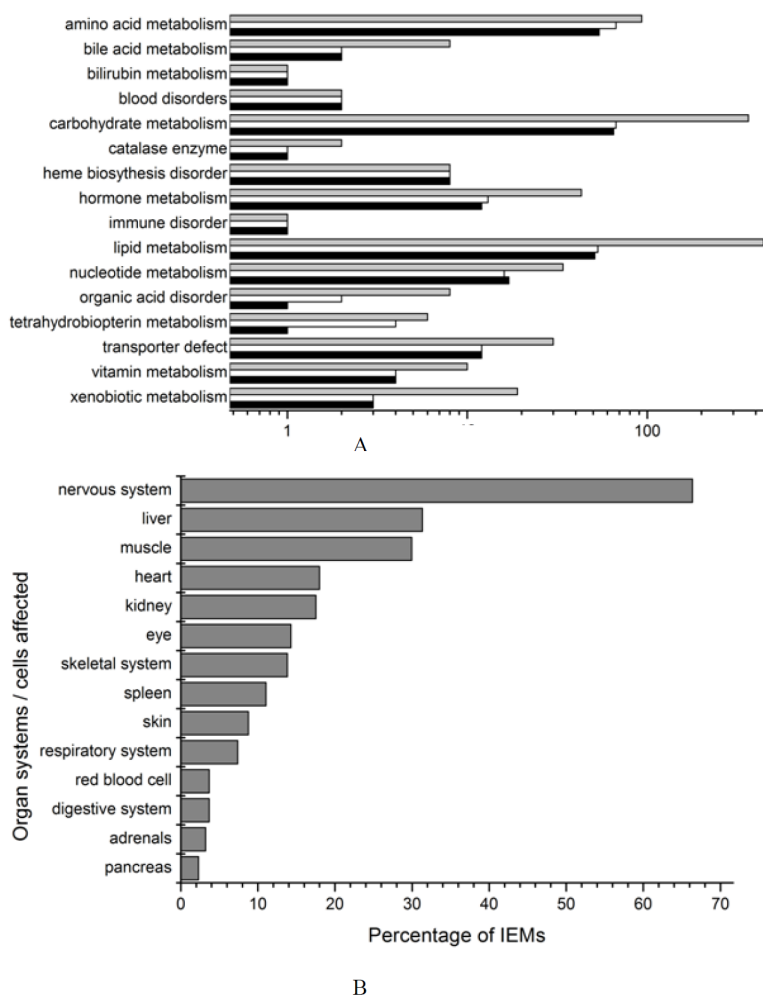 amino acid metabolism
bile acid metabolism
bilirubin metabolism
blood disorders
carbohydrate metabolism
catalase enzyme
heme biosythesis disorder
hormone metabolism
immune disorder
lipid metabolism
nucleotide metabolism
organic acid disorder
tetrahydrobiopterin metabolism
transporter defect
vitamin metabolism
xenobiotic metabolism
1 100
A
Organ systems / cells affected
nervous system
liver
muscle
heart
kidney
eye
skeletal system
spleen
skin
respiratory system
red blood cell
digestive system
adrenals
pancreas
0 10 20 30 40 50 60 70
Percentage of IEMs
B